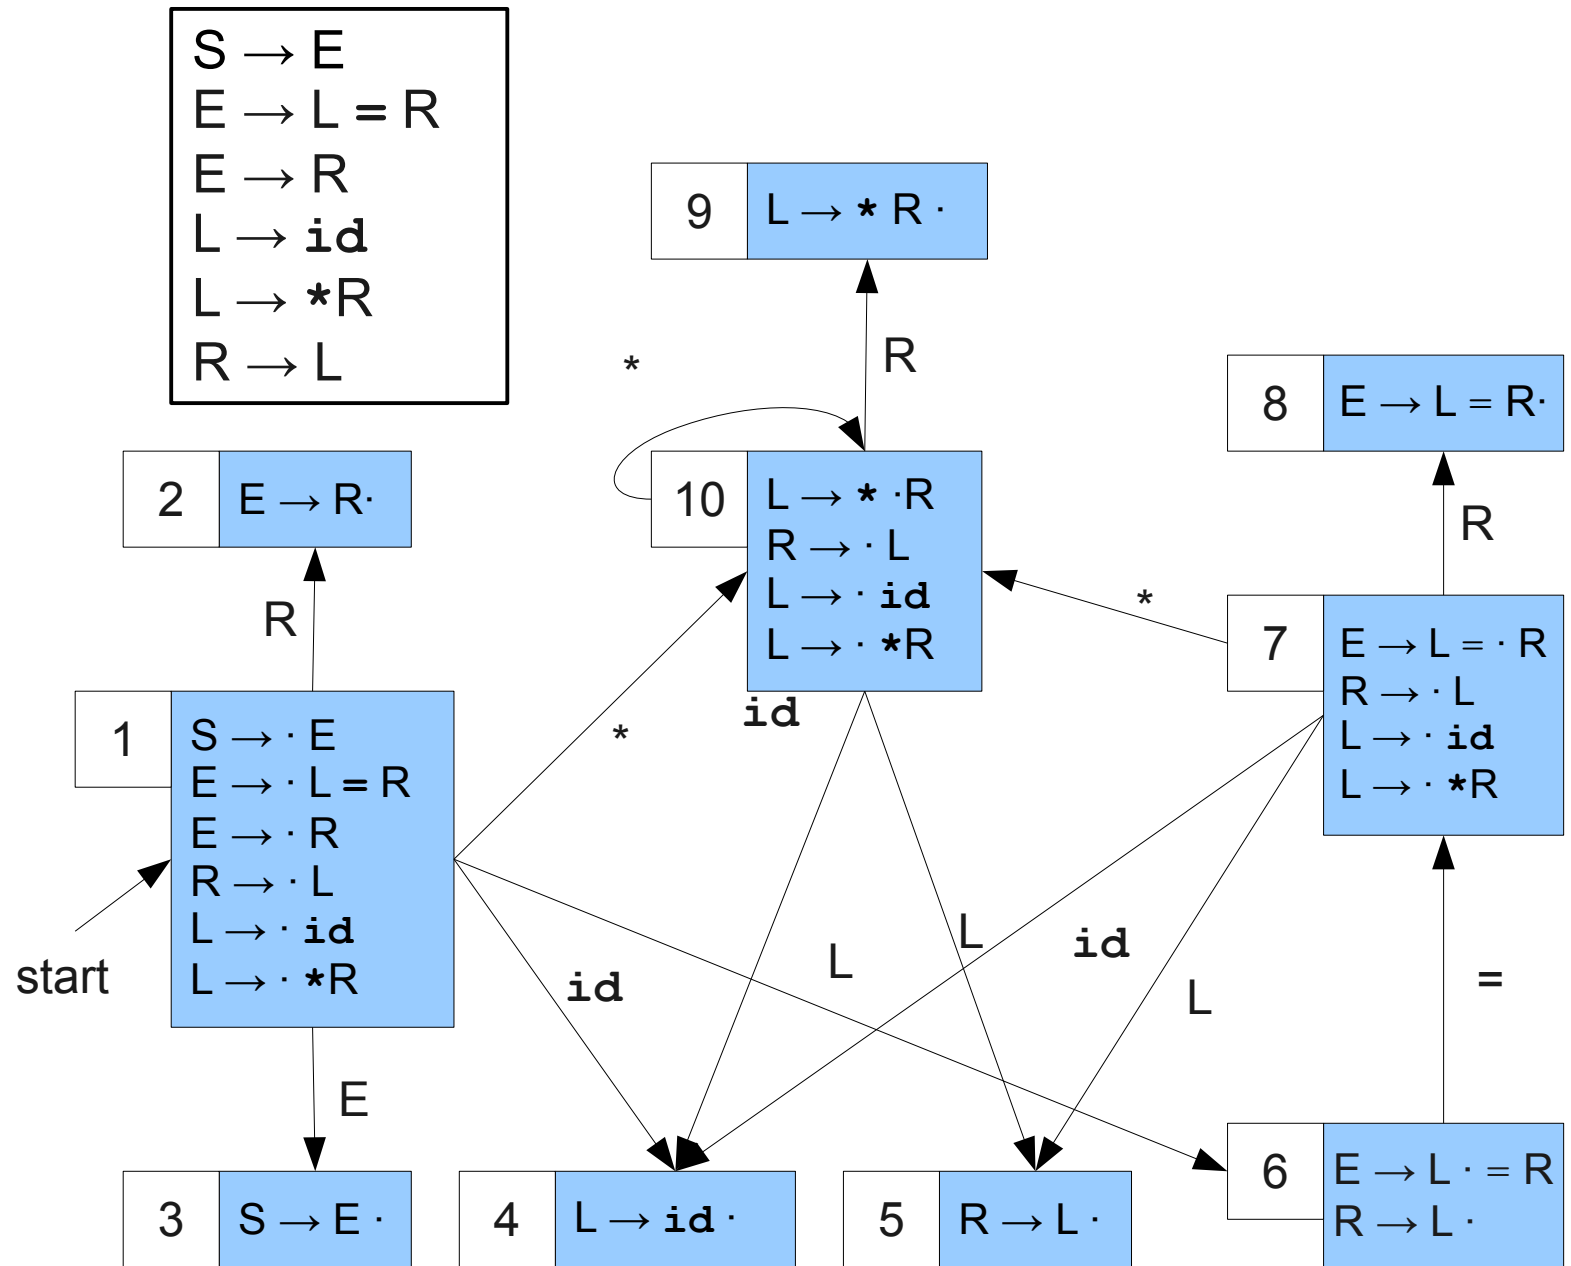 S → E
E → L = R
E → R
L → id
L → *R
R → L
9
L → * R ·
*
R
8
E → L = R·
2
E → R·
10
L → * ·R
R → · L
L → · id
L → · *R
R
R
*
7
E → L = · R
R → · L
L → · id
L → · *R
1
S → · E
E → · L = R
E → · R
R → · L
L → · id
L → · *R
id
*
start
id
L
L
id
L
=
E
3
S → E ·
4
L → id ·
5
R → L ·
6
E → L · = R
R → L ·